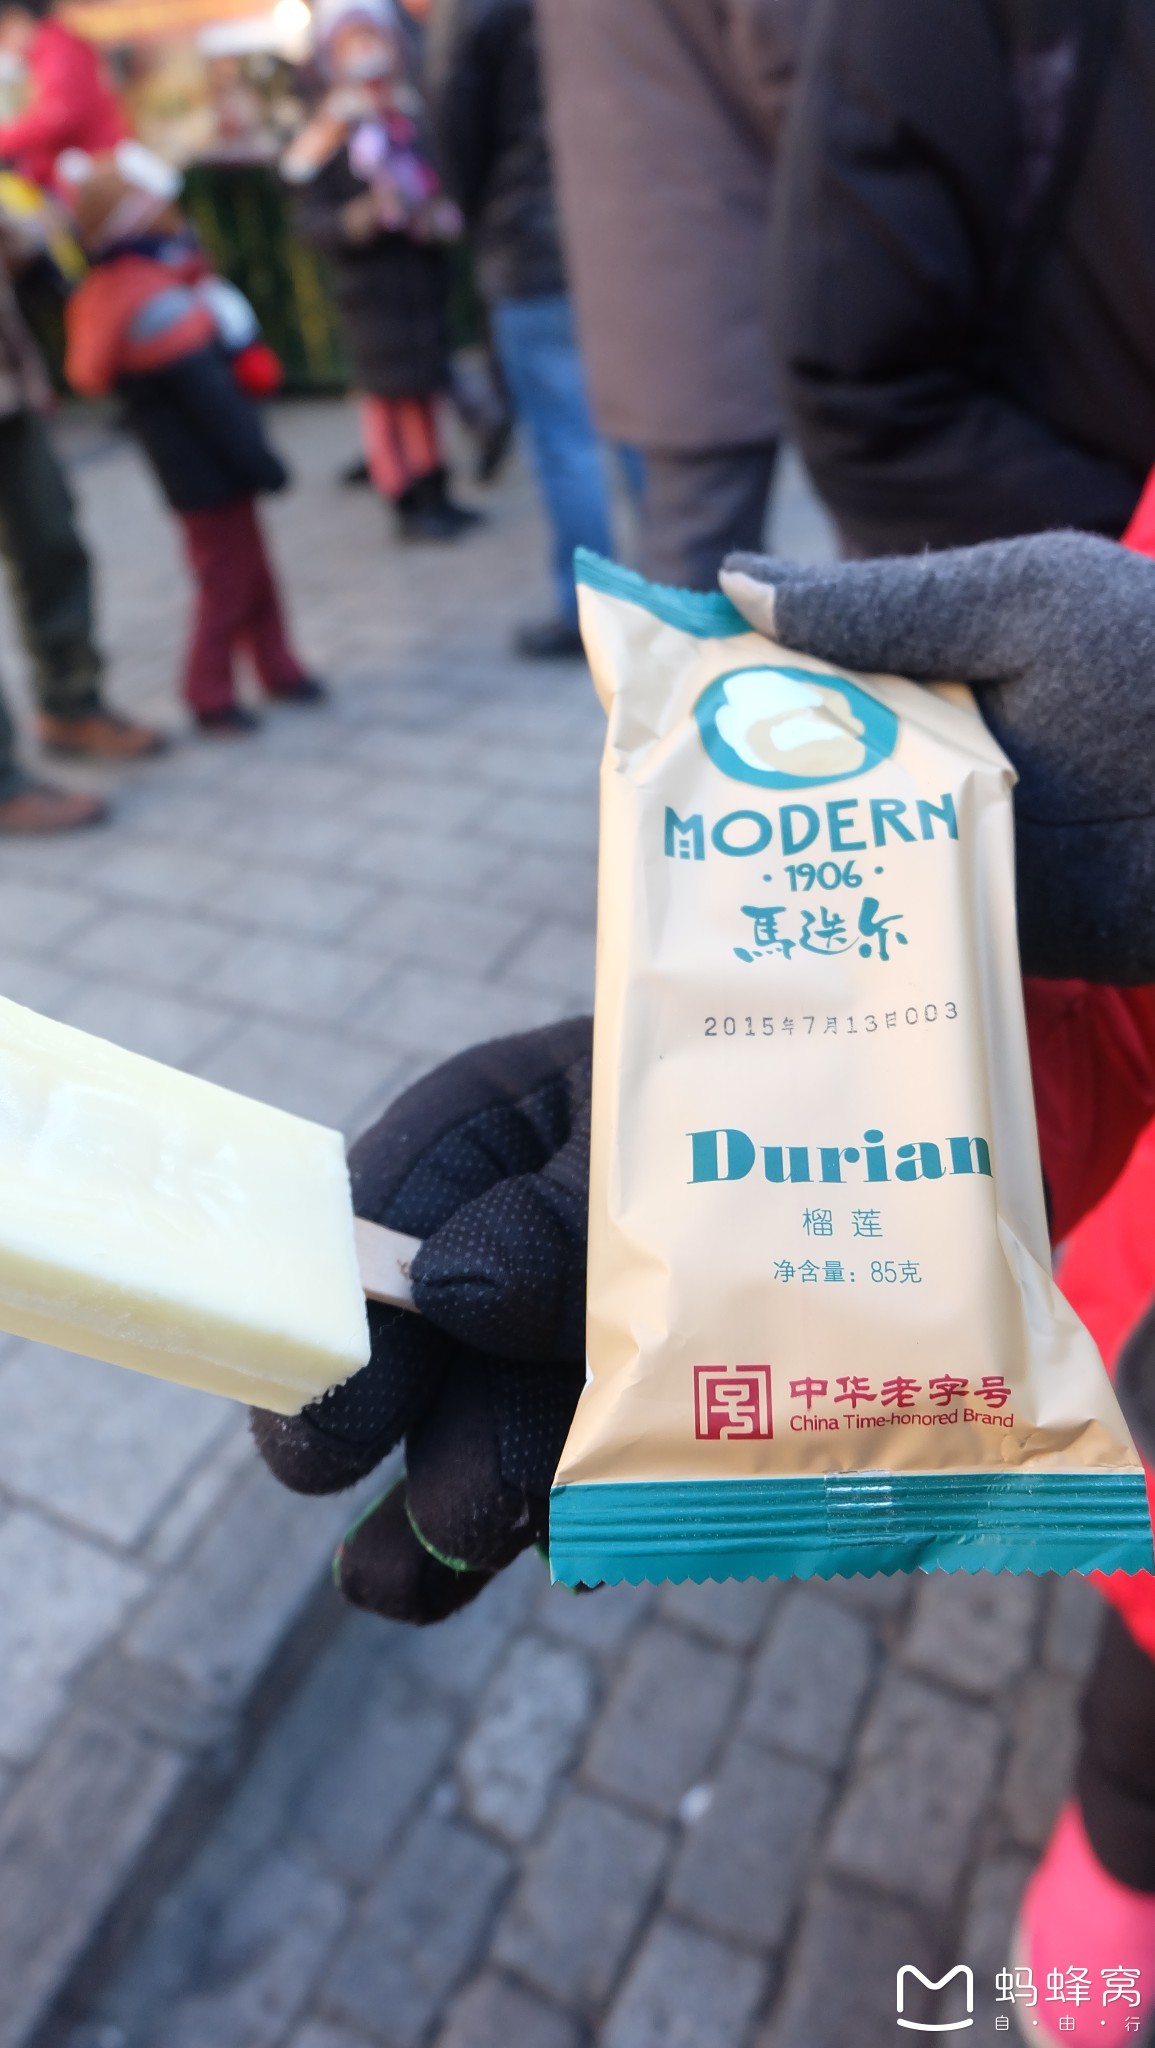 MODERN
·1906·
馬迭尔
2015年7月13日003
Durian
榴莲
净含量：85克
中华老字号
China Time-honored Brand
蚂蜂窝
自·由·行